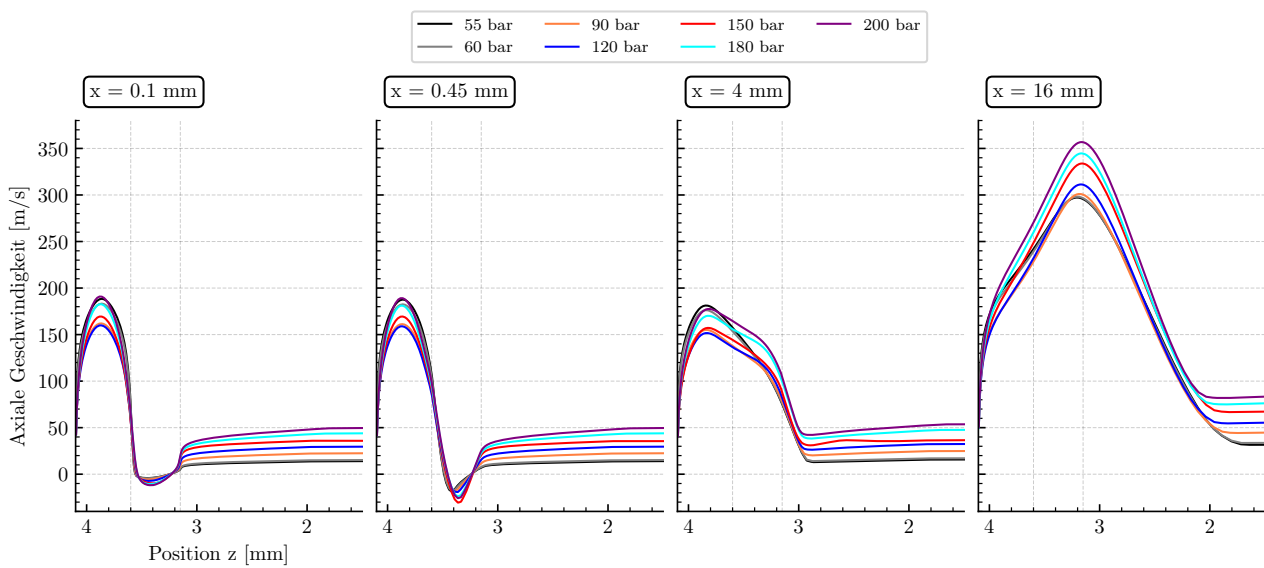 55 bar 90 bar 150 bar 200 bar
60 bar 120 bar 180 bar
x = 0.1 mm x = 0.45 mm x = 4 mm x = 16 mm
350
300
250
200
150
100
50
0
Axiale Geschwindigkeit [m/s]
4 3 2 4 3 2 4 3 2 4 3 2
Position z [mm]